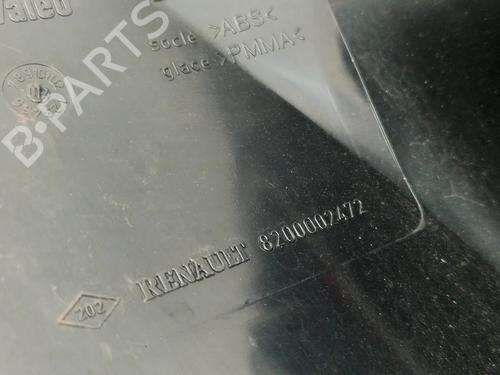 Valeo
socle >ABS<
glace >PMMA<
B-PARTS
RENAULT 8200002472
202